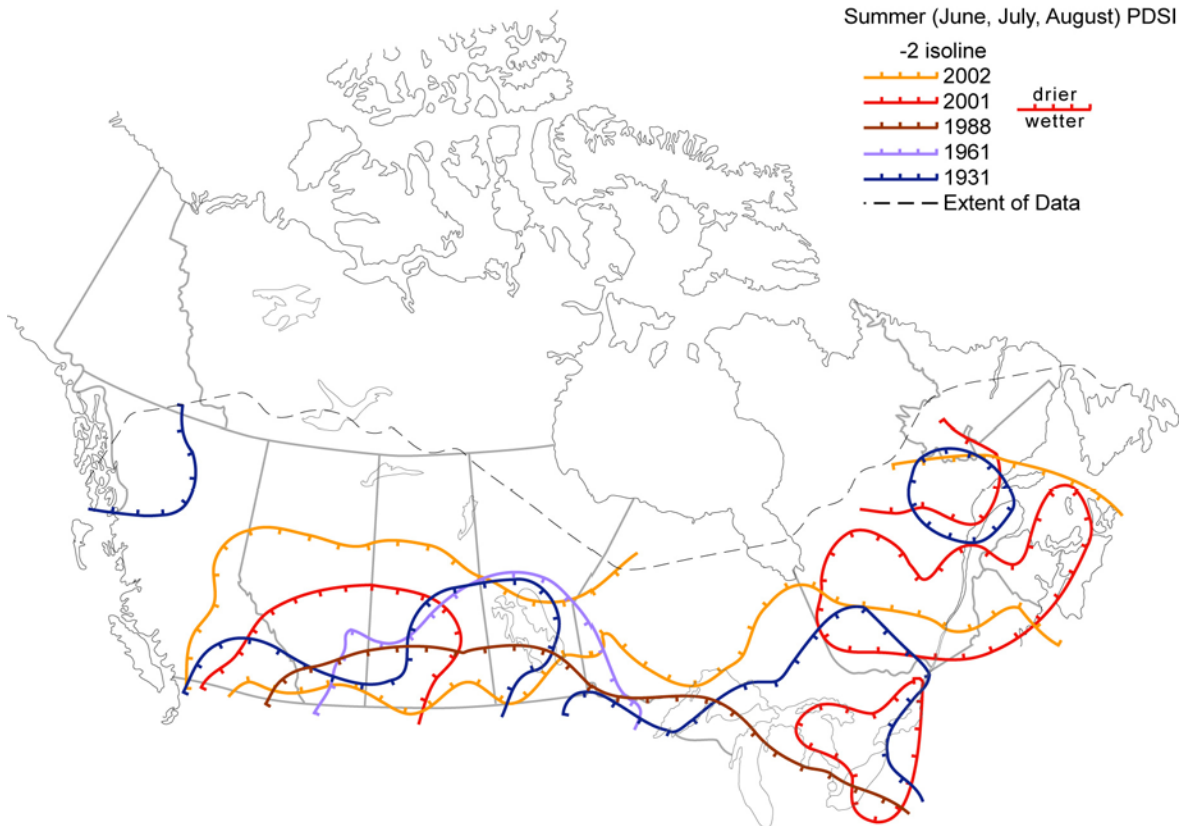 Summer (June, July, August) PDSI
-2 isoline
2002
2001
1988
1961
1931
Extent of Data
drier
wetter